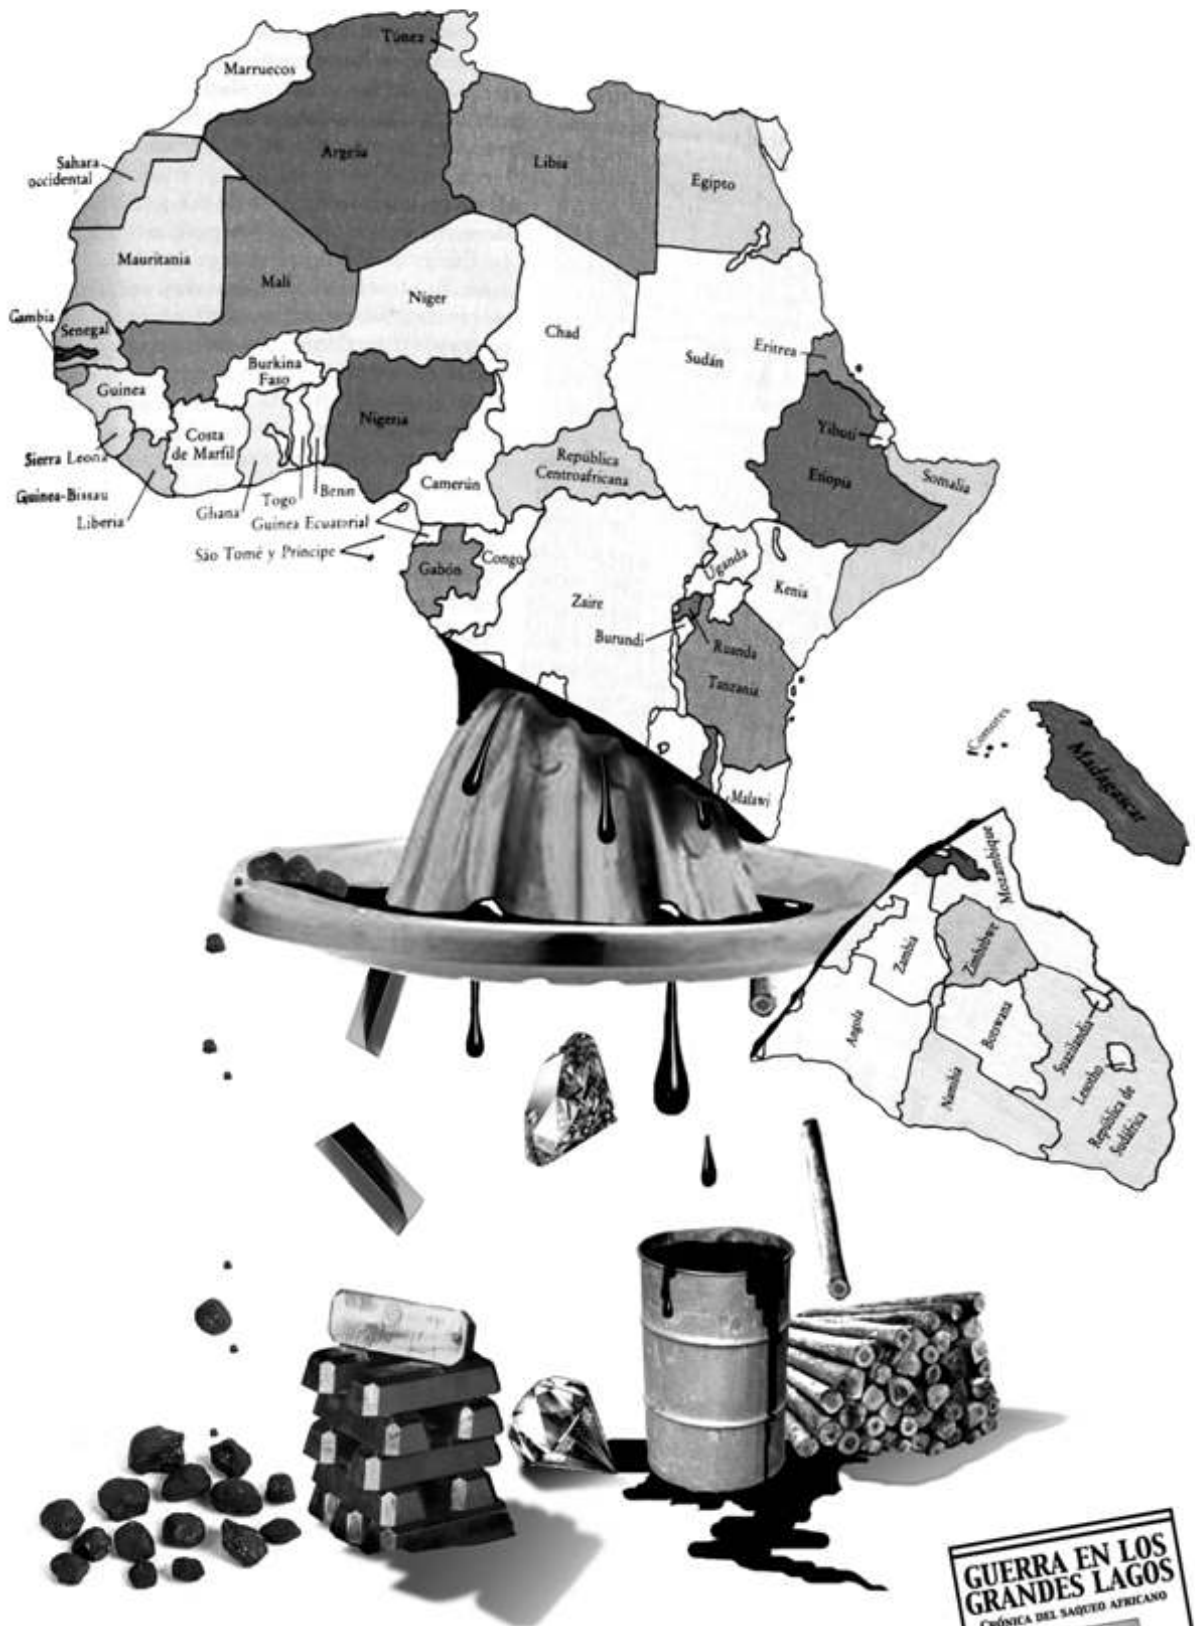 Túnez
Marruecos
Argelia
Libia
Egipto
Sahara
occidental
Mauritania
Mali
Niger
Chad
Sudán
Eritrea
Gambia
Senegal
Burkina
Faso
Guinea
Nigeria
Yibuti
Costa
de Marfil
Sierra Leona
República
Centroafricana
Etiopía
Somalia
Camerún
Guinea-Bissau
Liberia
Ghana
Togo
Benn
Guinea Ecuatorial
São Tomé y Príncipe
Gabón
Congo
Uganda
Kenia
Zaire
Burundi
Ruanda
Tanzania
Malawi
Comores
Madagascar
Mozambique
Zambia
Zimbabwe
Angola
Botswana
Namibia
Suazilandia
Lesotho
República de
Sudáfrica
GUERRA EN LOS
GRANDES LAGOS
CRÓNICA DEL SAQUEO AFRICANO